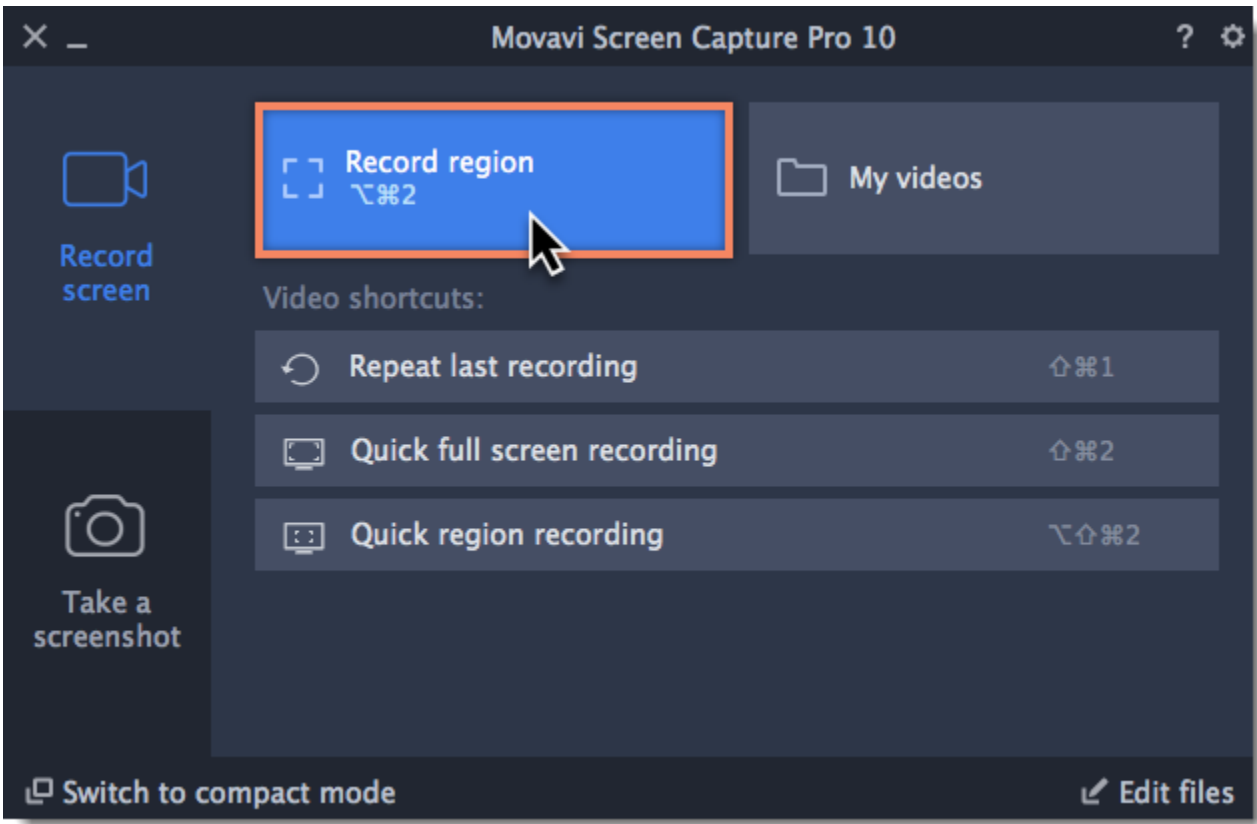 Movavi Screen Capture Pro 10
?
Record region
⌥⌘2
My videos
Record
screen
Video shortcuts:
Repeat last recording ⇧⌘1
Quick full screen recording ⇧⌘2
Quick region recording ⌥⇧⌘2
Take a
screenshot
Switch to compact mode
Edit files